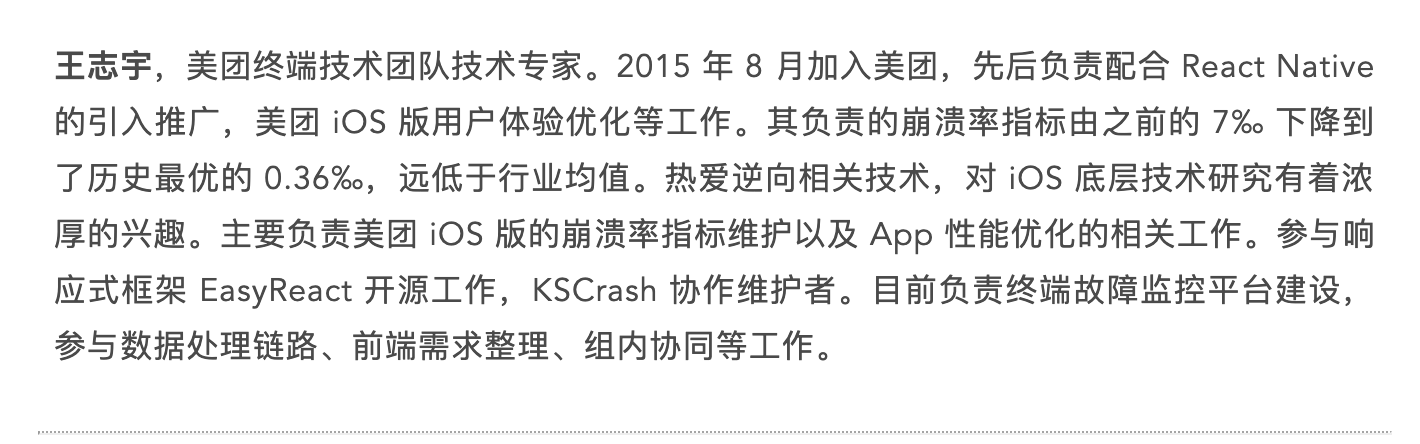 王志宇，美团终端技术团队技术专家。2015 年 8 月加入美团，先后负责配合 React Native
的引入推广，美团 iOS 版用户体验优化等工作。其负责的崩溃率指标由之前的 7‰ 下降到
了历史最优的 0.36‰，远低于行业均值。热爱逆向相关技术，对 iOS 底层技术研究有着浓
厚的兴趣。主要负责美团 iOS 版的崩溃率指标维护以及 App 性能优化的相关工作。参与响
应式框架 EasyReact 开源工作，KSCrash 协作维护者。目前负责终端故障监控平台建设，
参与数据处理链路、前端需求整理、组内协同等工作。